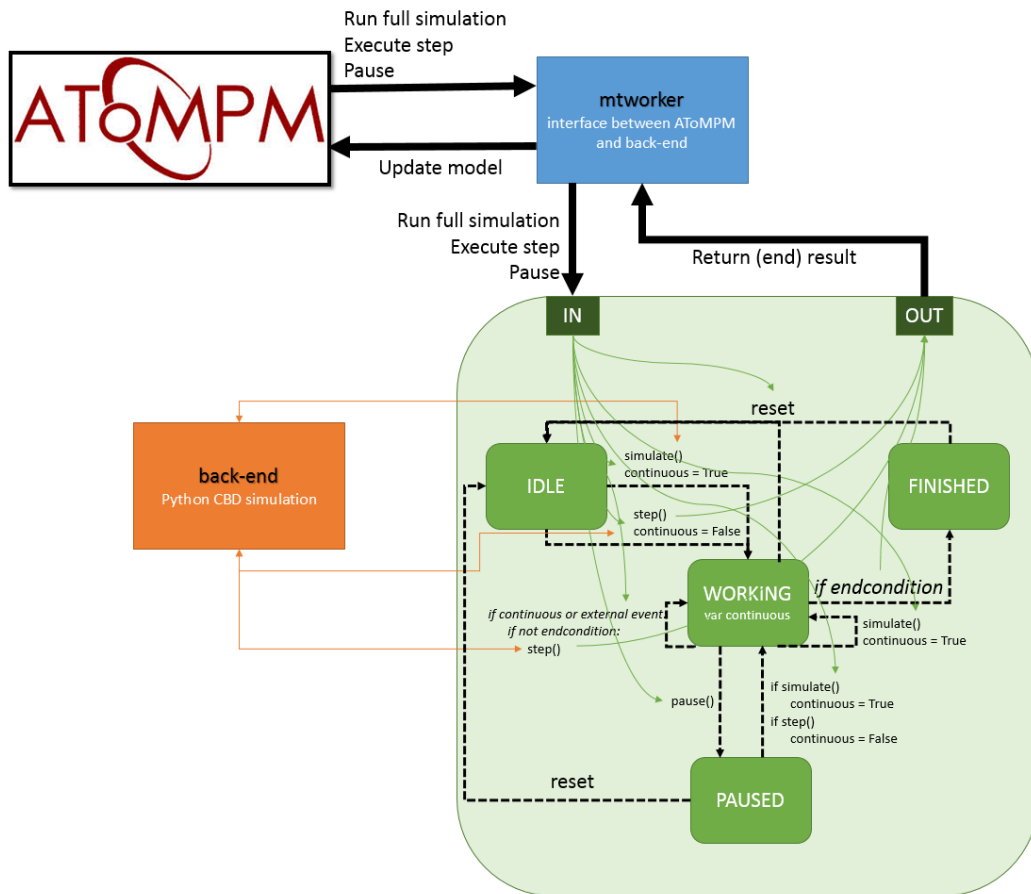 Run full simulation
Execute step
Pause
AToMPM
mtworker
interface between AToMPM
and back-end
Update model
Run full simulation
Execute step
Pause
Return (end) result
IN
OUT
reset
back-end
Python CBD simulation
IDLE
simulate()
continuous = True
FINISHED
step()
continuous = False
WORKING
var continuous
if endcondition
if continuous or external event
if not endcondition:
step()
simulate()
continuous = True
pause()
if simulate()
continuous = True
if step()
continuous = False
reset
PAUSED